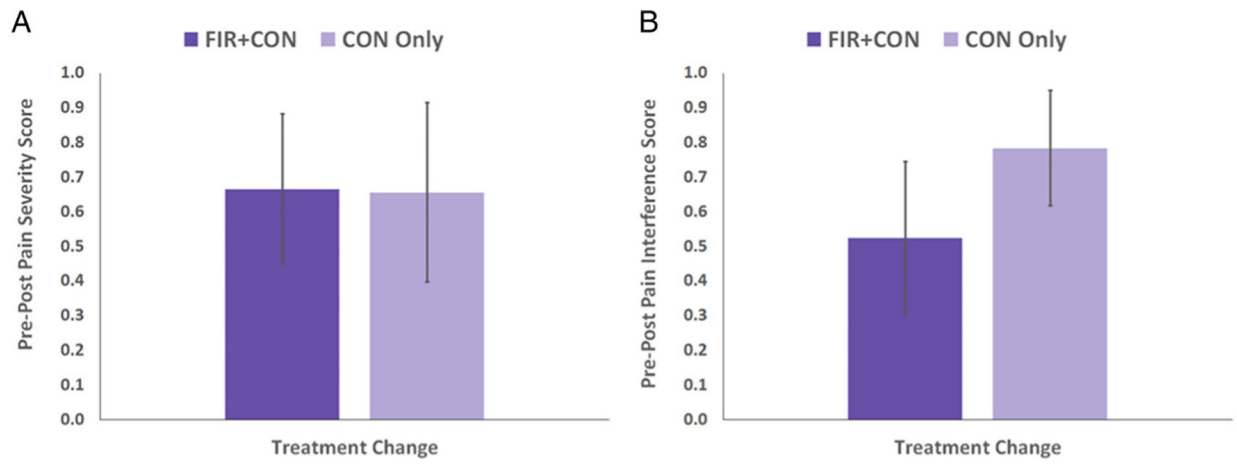 A
FIR+CON CON Only
Pre-Post Pain Severity Score
1.0
0.9
0.8
0.7
0.6
0.5
0.4
0.3
0.2
0.1
0.0
Treatment Change
B
FIR+CON CON Only
Pre-Post Pain Interference Score
1.0
0.9
0.8
0.7
0.6
0.5
0.4
0.3
0.2
0.1
0.0
Treatment Change